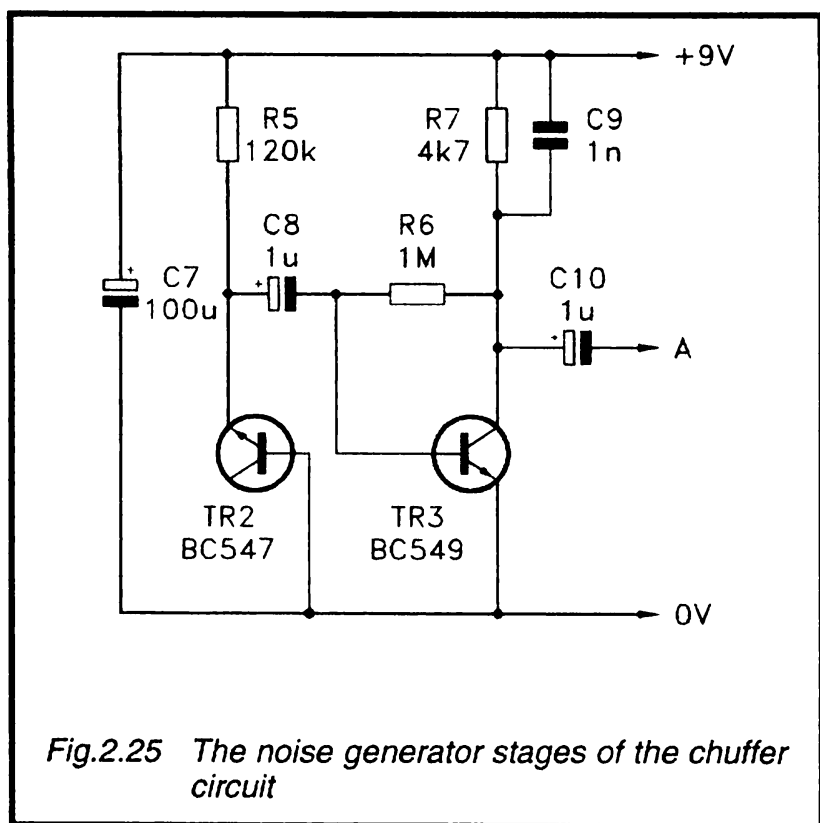 +9V
R5
120k
R7
4k7
C9
1n
C8
1u
R6
1M
+
C7
100u
+
C10
1u
+
A
TR2
BC547
TR3
BC549
0V
Fig.2.25 The noise generator stages of the chuffer
circuit